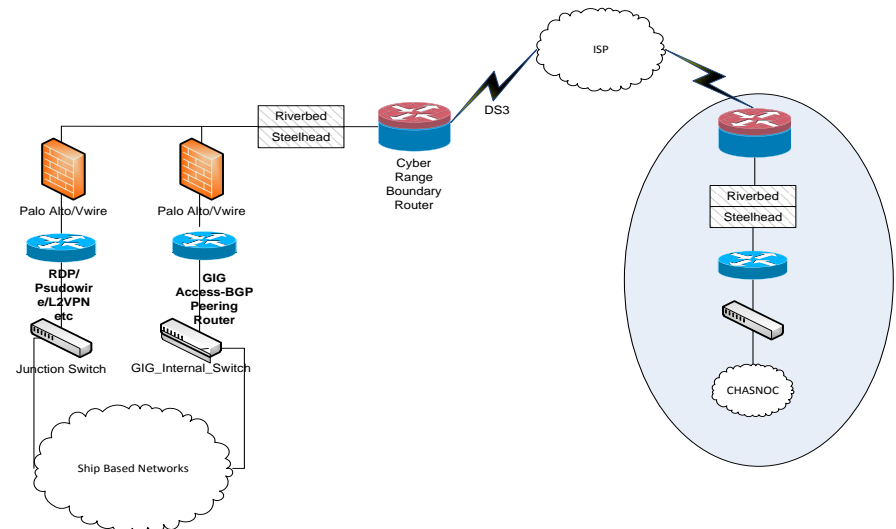 ISP
DS3
Riverbed
Steelhead
Cyber
Range
Boundary
Router
Palo Alto/Vwire
Palo Alto/Vwire
RDP/
Psudowir
e/L2VPN
etc
GIG
Access-BGP
Peering
Router
Junction Switch
GIG_Internal_Switch
Ship Based Networks
Riverbed
Steelhead
CHASNOC